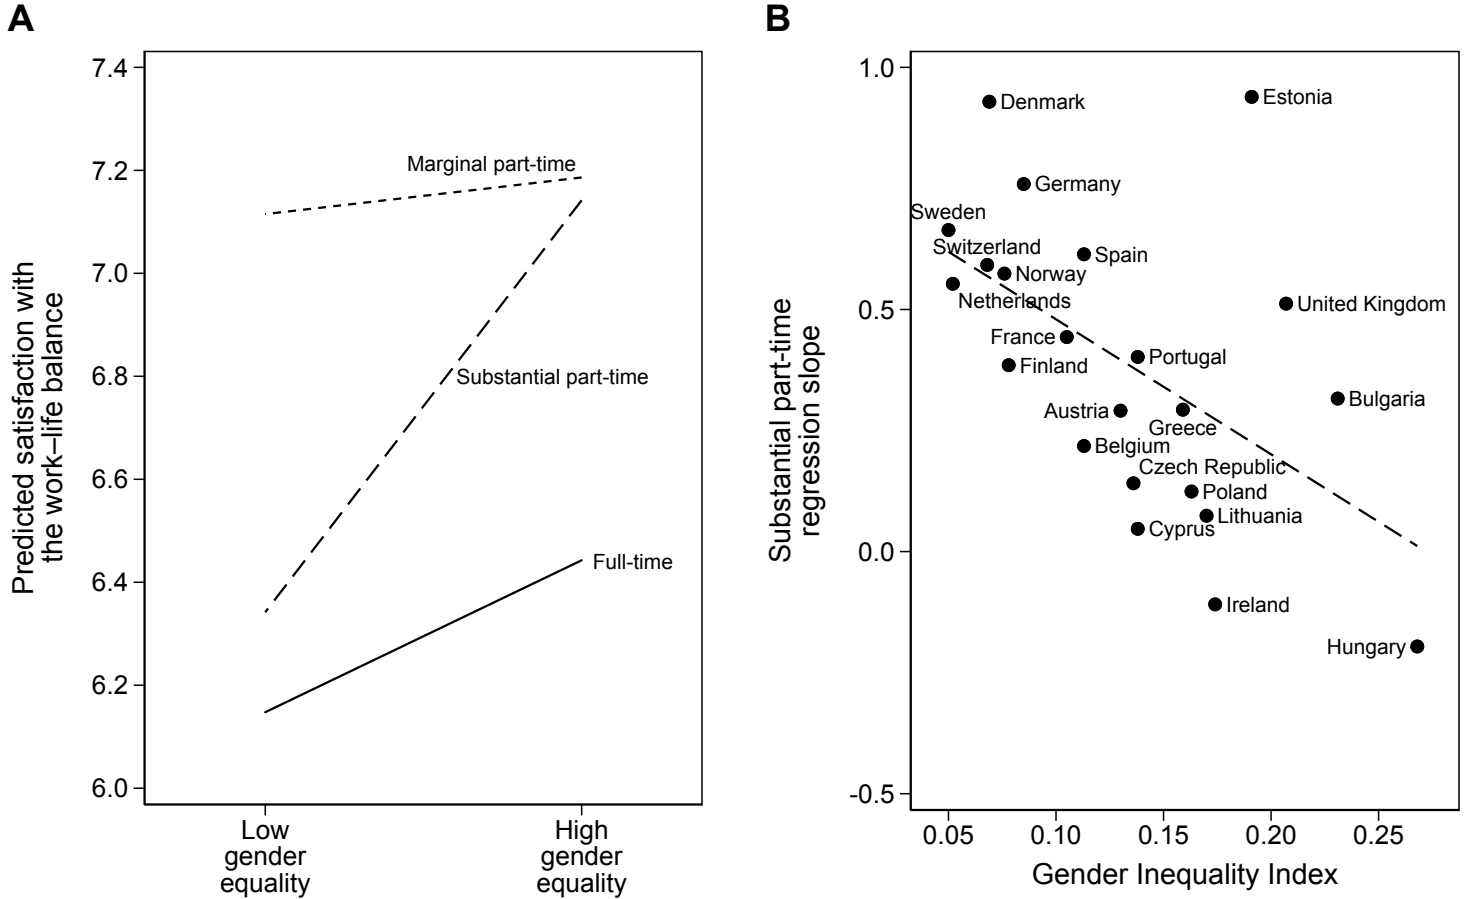 A
7.4
7.2
7.0
6.8
6.6
6.4
6.2
6.0
Predicted satisfaction with
the work–life balance
Marginal part-time
Substantial part-time
Full-time
Low
gender
equality
High
gender
equality
B
1.0
0.5
0.0
-0.5
Substantial part-time
regression slope
Denmark
Estonia
Germany
Sweden
Switzerland
Spain
Norway
Netherlands
United Kingdom
France
Portugal
Finland
Bulgaria
Austria
Greece
Belgium
Czech Republic
Poland
Lithuania
Cyprus
Ireland
Hungary
0.05
0.10
0.15
0.20
0.25
Gender Inequality Index